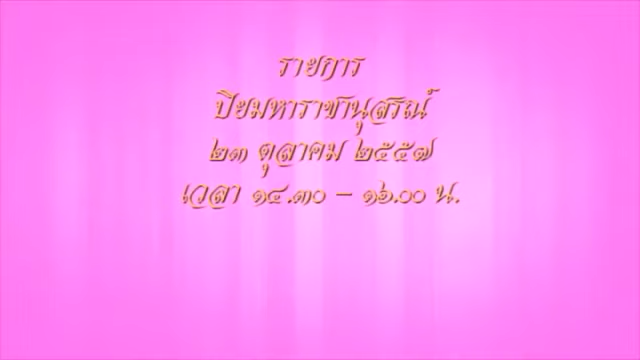 รายการ
ปิยมหาราชานุสรณ์
๒๓ ตุลาคม ๒๕๕๗
เวลา ๑๔.๓๐ – ๑๖.๐๐ น.